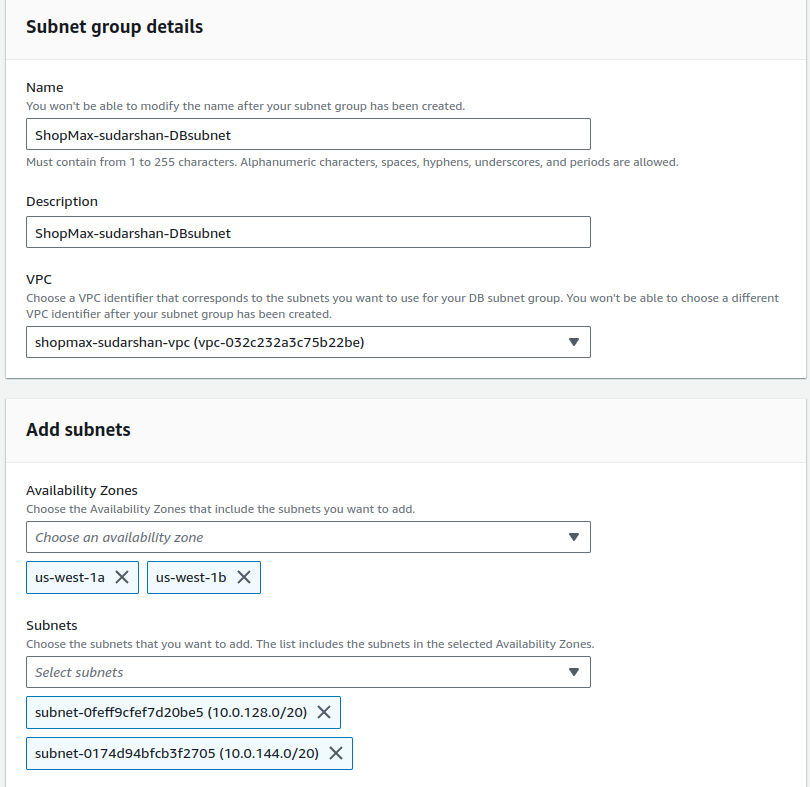 Subnet group details
Name
You won't be able to modify the name after your subnet group has been created.
ShopMax-sudarshan-DBsubnet
Must contain from 1 to 255 characters. Alphanumeric characters, spaces, hyphens, underscores, and periods are allowed.
Description
ShopMax-sudarshan-DBsubnet
VPC
Choose a VPC identifier that corresponds to the subnets you want to use for your DB subnet group. You won't be able to choose a different
VPC identifier after your subnet group has been created.
shopmax-sudarshan-vpc (vpc-032c232a3c75b22be)
Add subnets
Availability Zones
Choose the Availability Zones that include the subnets you want to add.
Choose an availability zone
us-west-1a us-west-1b
Subnets
Choose the subnets that you want to add. The list includes the subnets in the selected Availability Zones.
Select subnets
subnet-0feff9cfef7d20be5 (10.0.128.0/20)
subnet-0174d94bfcb3f2705 (10.0.144.0/20)